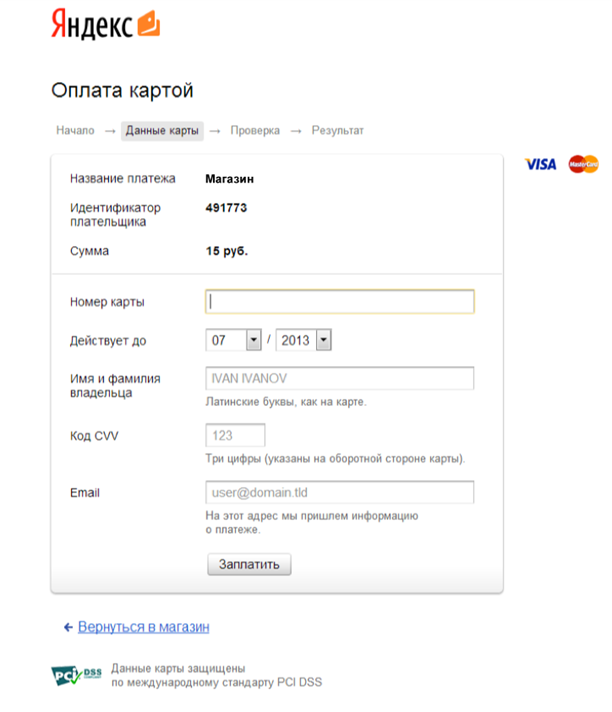 Яндекс
Оплата картой
Начало → Данные карты → Проверка → Результат
VISA MasterCard
Название платежа Магазин
Идентификатор
плательщика 491773
Сумма 15 руб.
Номер карты
Действует до 07 / 2013
Имя и фамилия
владельца IVAN IVANOV
Латинские буквы, как на карте.
Код CVV 123
Три цифры (указаны на оборотной стороне карты).
Email user@domain.tld
На этот адрес мы пришлем информацию
о платеже.
Заплатить
← Вернуться в магазин
PCI DSS
Данные карты защищены
по международному стандарту PCI DSS